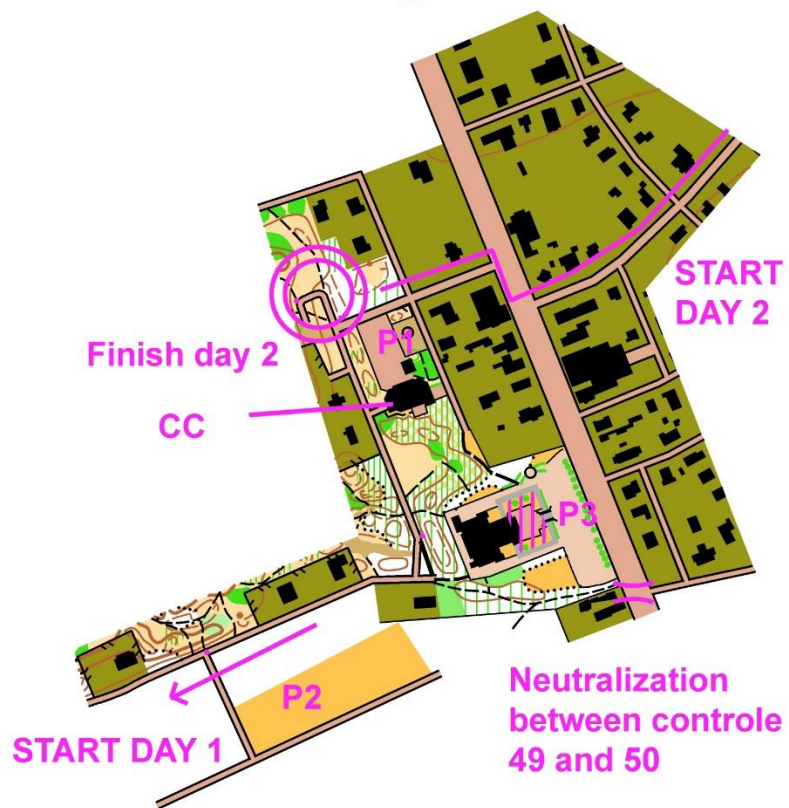 START
DAY 2
P1
Finish day 2
CC
P3
P2
START DAY 1
Neutralization
between controle
49 and 50